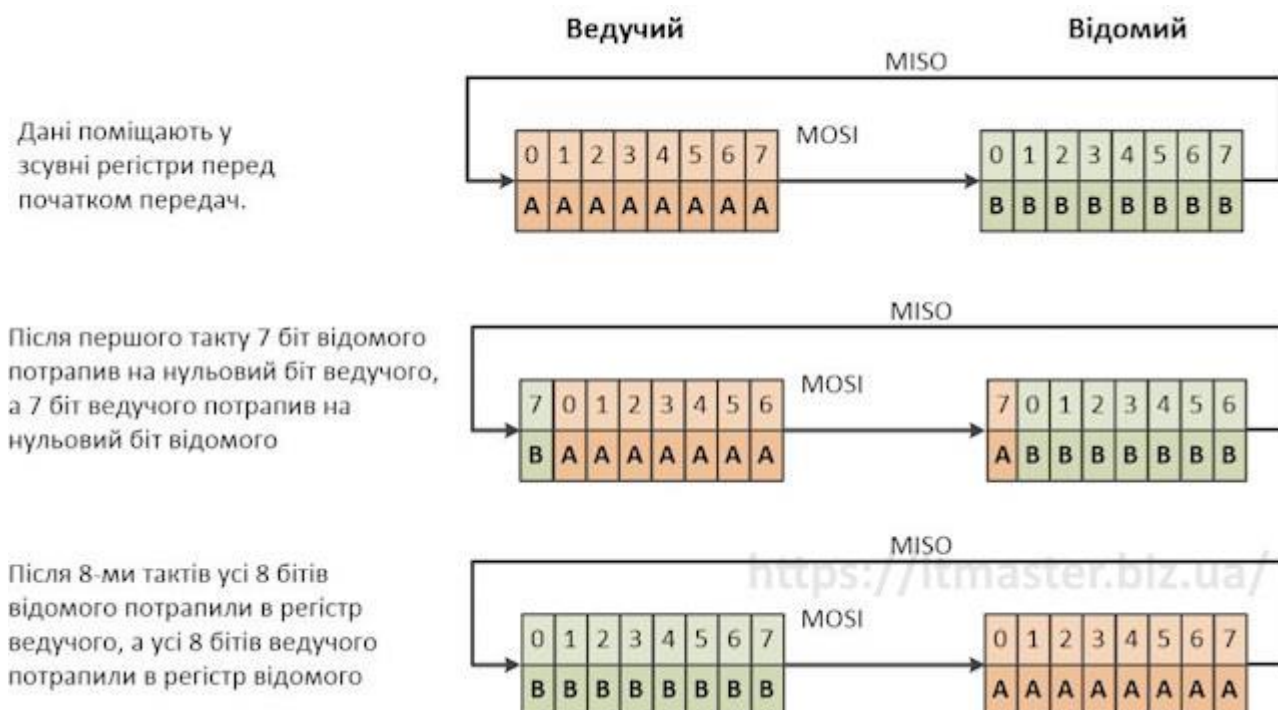 Ведучий
Відомий
MISO
Дані поміщають у
зсувні регістри перед
початком передач.
MOSI
0 1 2 3 4 5 6 7
A A A A A A A A
0 1 2 3 4 5 6 7
B B B B B B B B
MISO
Після першого такту 7 біт відомого
потрапив на нульовий біт ведучого,
а 7 біт ведучого потрапив на
нульовий біт відомого
MOSI
7 0 1 2 3 4 5 6
B A A A A A A A
7 0 1 2 3 4 5 6
A B B B B B B B
MISO
https://itmaster.biz.ua/
Після 8-ми тактів усі 8 бітів
відомого потрапили в регістр
ведучого, а усі 8 бітів ведучого
потрапили в регістр відомого
MOSI
0 1 2 3 4 5 6 7
B B B B B B B B
0 1 2 3 4 5 6 7
A A A A A A A A